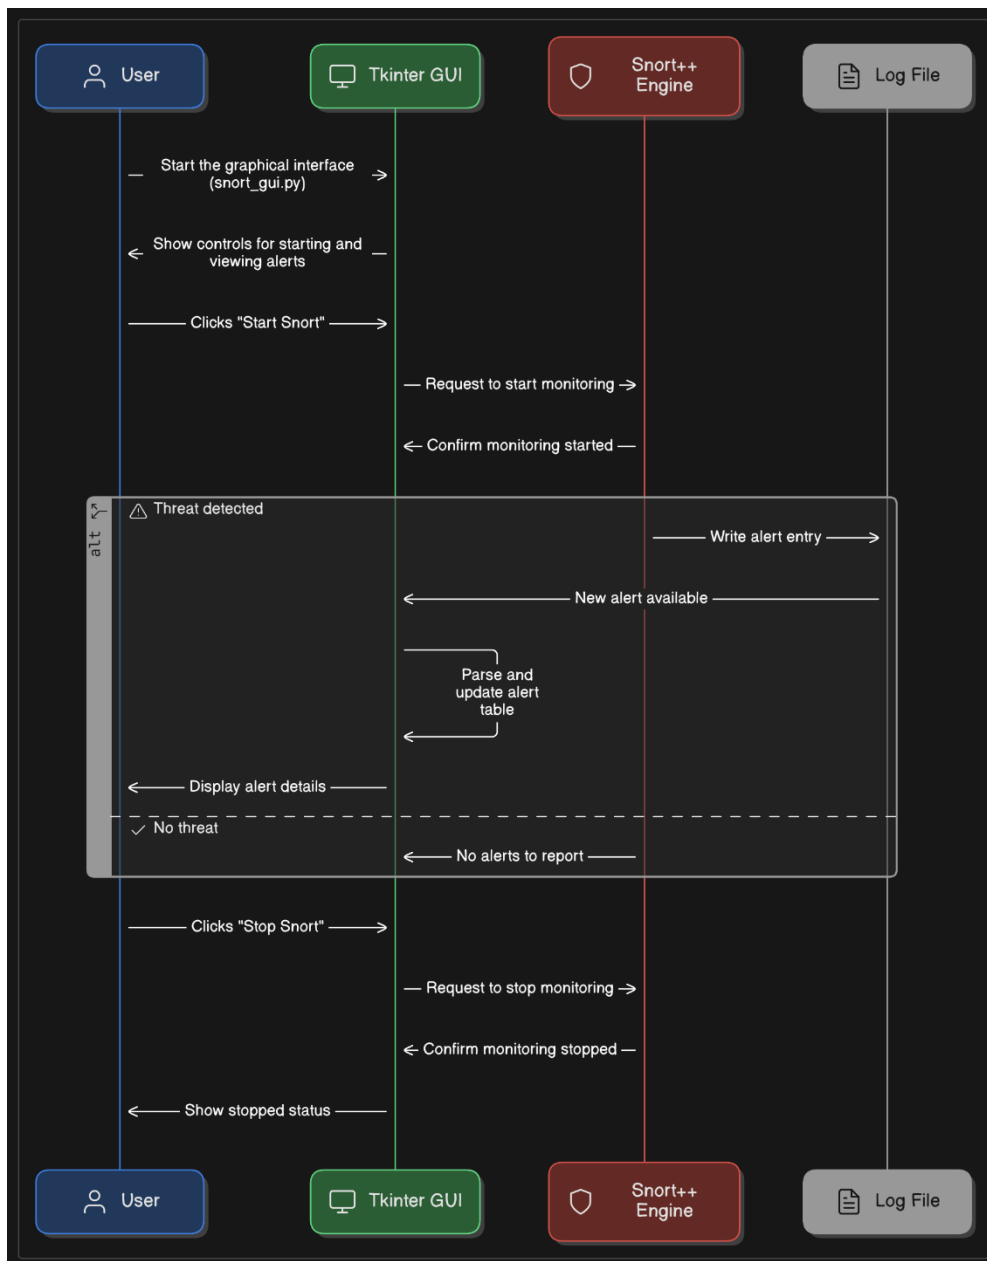 User
Tkinter GUI
Snort++
Engine
Log File
Start the graphical interface
(snort_gui.py)
Show controls for starting and
viewing alerts
Clicks "Start Snort"
Request to start monitoring
Confirm monitoring started
alt
Threat detected
Write alert entry
New alert available
Parse and
update alert
table
Display alert details
No threat
No alerts to report
Clicks "Stop Snort"
Request to stop monitoring
Confirm monitoring stopped
Show stopped status
User
Tkinter GUI
Snort++
Engine
Log File